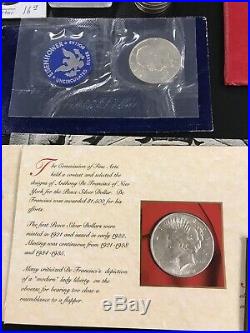 16.5
EISENHOWER
UNCIRCULATED
The Commission of Fine Arts
held a contest and selected the
designs of Anthony De Francisci of New
York for his Peace Silver Dollar. De
Francisci was awarded $1,500 for his
efforts.
The first Peace Silver Dollars were
minted in 1921 and issued in early 1922.
Minting was continuous from 1921-1928
and 1934-1935.
Many criticized De Francisci's depiction
of a "modern" lady liberty on the
obverse for bearing too close a
resemblance to a flapper.